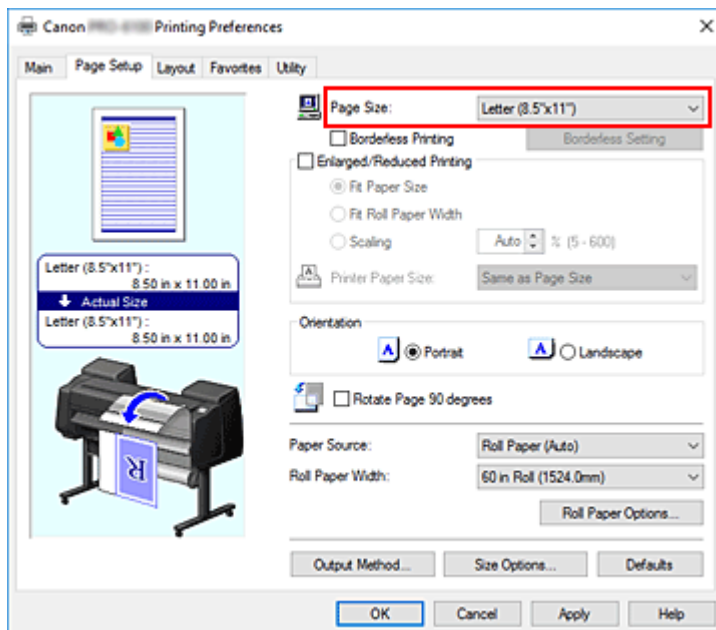 Canon Printing Preferences
Main Page Setup Layout Favorites Utility
Page Size: Letter (8.5"x11")
Borderless Printing Borderless Setting
Enlarged/Reduced Printing
Fit Paper Size
Fit Roll Paper Width
Scaling Auto % (5 - 600)
Printer Paper Size: Same as Page Size
Letter (8.5"x11") :
8.50 in x 11.00 in
Actual Size
Letter (8.5"x11") :
8.50 in x 11.00 in
Orientation
A Portrait A Landscape
Rotate Page 90 degrees
R
Paper Source: Roll Paper (Auto)
Roll Paper Width: 60 in Roll (1524.0mm)
Roll Paper Options...
Output Method... Size Options... Defaults
OK Cancel Apply Help